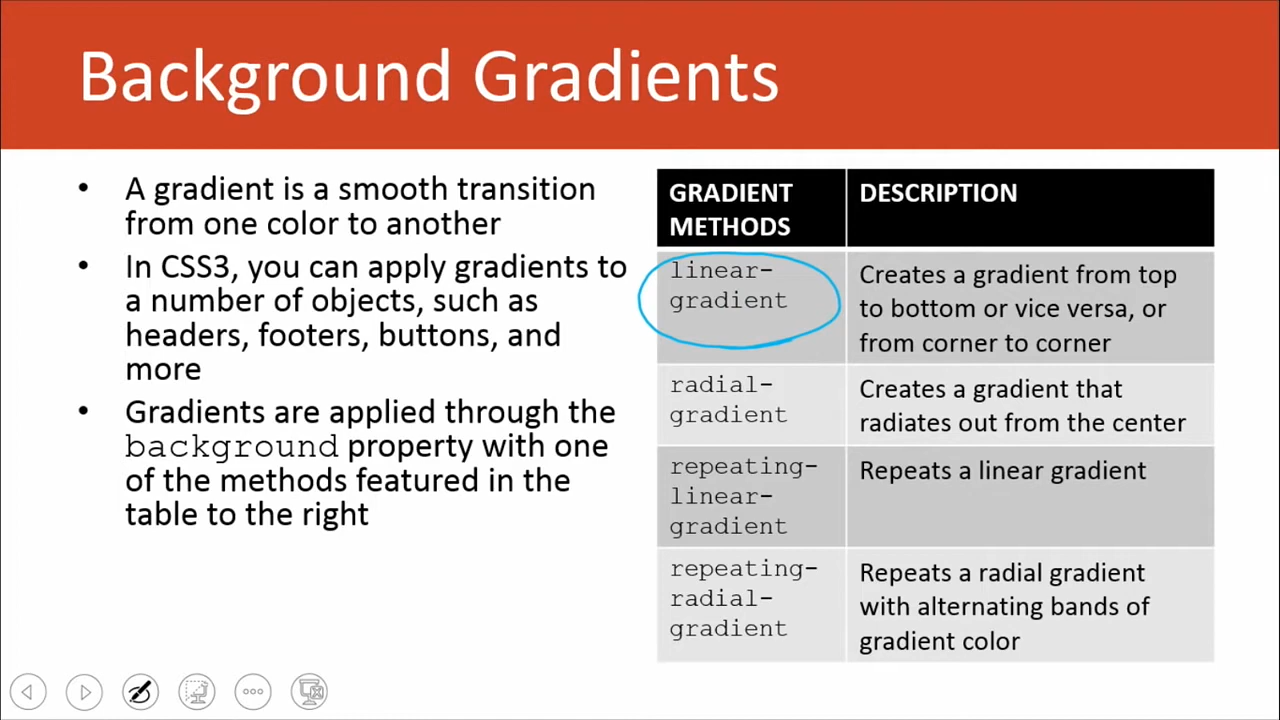 Background Gradients
• A gradient is a smooth transition
from one color to another
• In CSS3, you can apply gradients to
a number of objects, such as
headers, footers, buttons, and
more
• Gradients are applied through the
background property with one
of the methods featured in the
table to the right
GRADIENT
METHODS
DESCRIPTION
linear-
gradient
Creates a gradient from top
to bottom or vice versa, or
from corner to corner
radial-
gradient
Creates a gradient that
radiates out from the center
repeating-
linear-
gradient
Repeats a linear gradient
repeating-
radial-
gradient
Repeats a radial gradient
with alternating bands of
gradient color